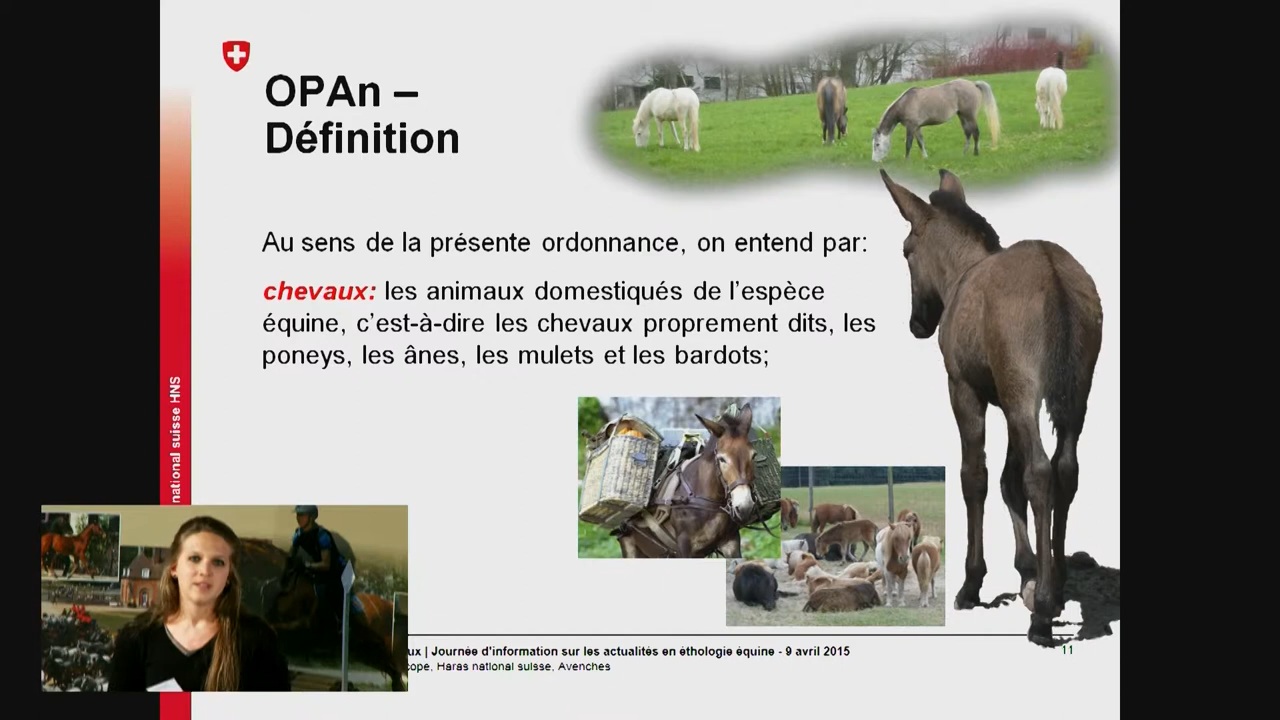 OPAn –
Définition
Au sens de la présente ordonnance, on entend par:
chevaux: les animaux domestiqués de l’espèce
équine, c’est-à-dire les chevaux proprement dits, les
poneys, les ânes, les mulets et les bardots;
national suisse HNS
| Journée d’information sur les actualités en éthologie équine - 9 avril 2015
Haras national suisse, Avenches
11